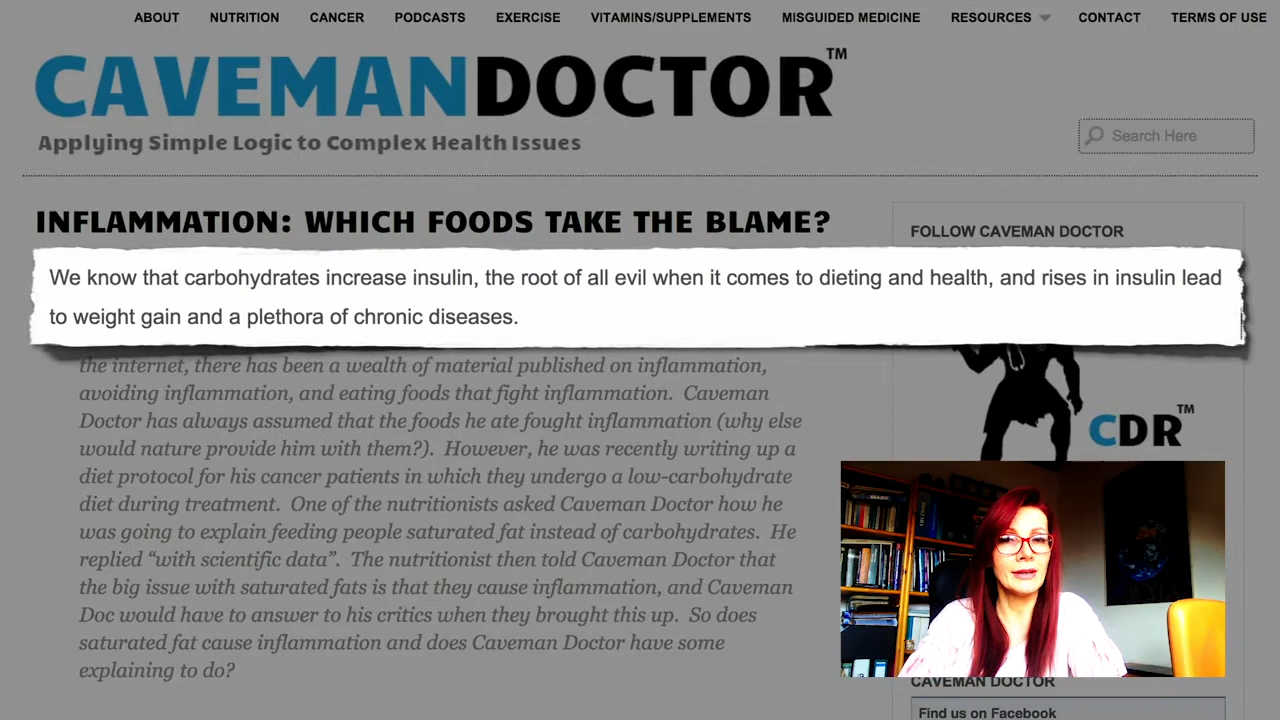 ABOUT NUTRITION CANCER PODCASTS EXERCISE VITAMINS/SUPPLEMENTS MISGUIDED MEDICINE RESOURCES CONTACT TERMS OF USE
CAVEMANDOCTOR™
Applying Simple Logic to Complex Health Issues
Search Here
INFLAMMATION: WHICH FOODS TAKE THE BLAME?
We know that carbohydrates increase insulin, the root of all evil when it comes to dieting and health, and rises in insulin lead
to weight gain and a plethora of chronic diseases.
the internet, there has been a wealth of material published on inflammation,
avoiding inflammation, and eating foods that fight inflammation. Caveman
Doctor has always assumed that the foods he ate fought inflammation (why else
would nature provide him with them?). However, he was recently writing up a
diet protocol for his cancer patients in which they undergo a low-carbohydrate
diet during treatment. One of the nutritionists asked Caveman Doctor how he
was going to explain feeding people saturated fat instead of carbohydrates. He
replied “with scientific data”. The nutritionist then told Caveman Doctor that
the big issue with saturated fats is that they cause inflammation, and Caveman
Doc would have to answer to his critics when they brought this up. So does
saturated fat cause inflammation and does Caveman Doctor have some
explaining to do?
FOLLOW CAVEMAN DOCTOR
CDR™
CAVEMAN DOCTOR
Find us on Facebook